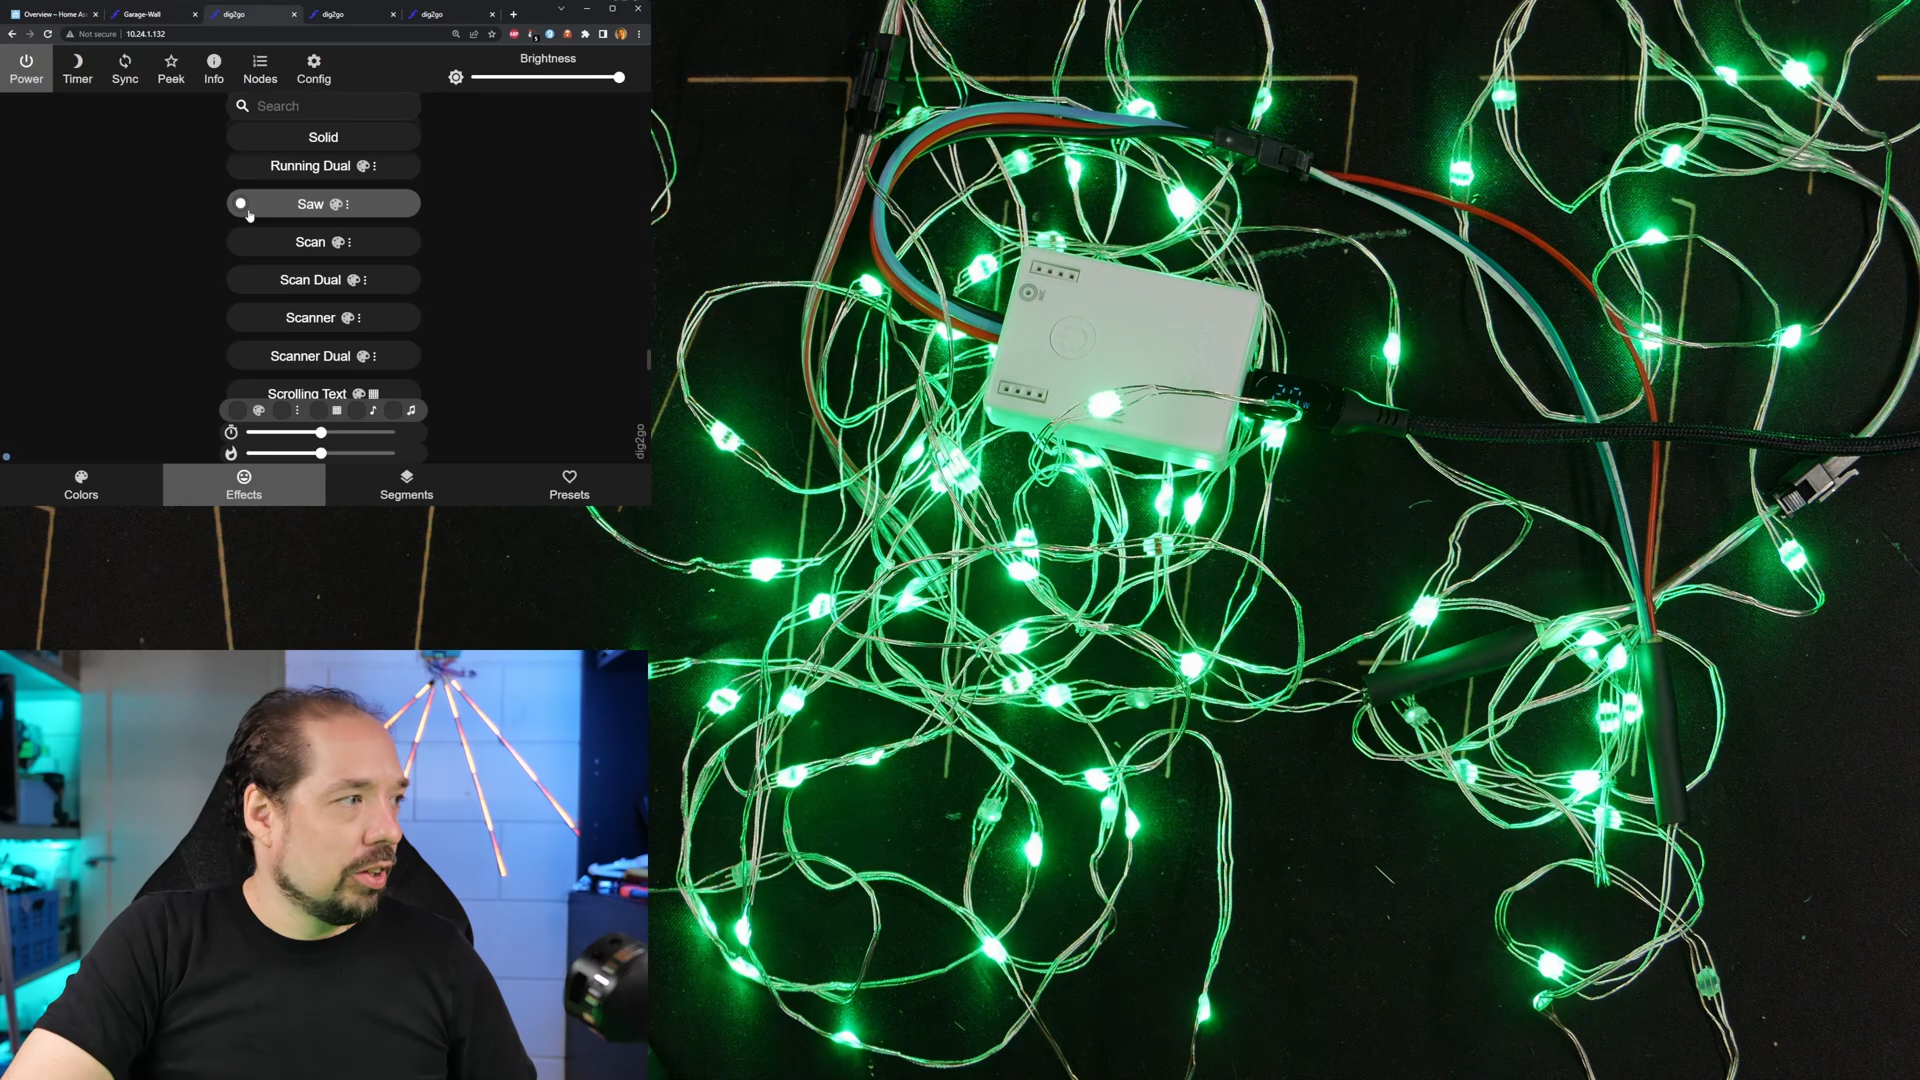 Overview – Home As
Garage-Wall
dig2go
dig2go
dig2go
Not secure
10.24.1.132
Power
Timer
Sync
Peek
Info
Nodes
Config
Brightness
Search
Solid
Running Dual
Saw
Scan
Scan Dual
Scanner
Scanner Dual
Scrolling Text
dig2go
Colors
Effects
Segments
Presets